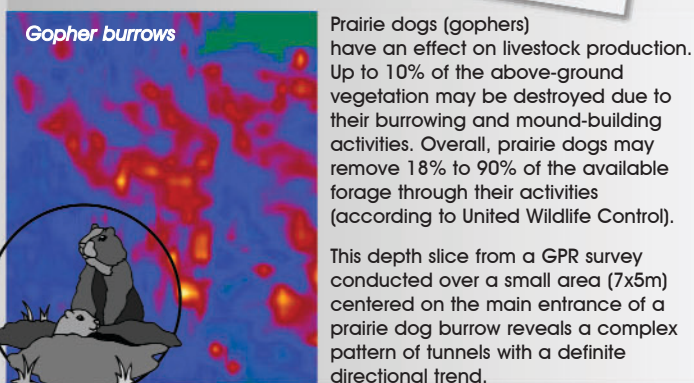 Gopher burrows
Prairie dogs (gophers)
have an effect on livestock production.
Up to 10% of the above-ground
vegetation may be destroyed due to
their burrowing and mound-building
activities. Overall, prairie dogs may
remove 18% to 90% of the available
forage through their activities
(according to United Wildlife Control).
This depth slice from a GPR survey
conducted over a small area (7x5m)
centered on the main entrance of a
prairie dog burrow reveals a complex
pattern of tunnels with a definite
directional trend.